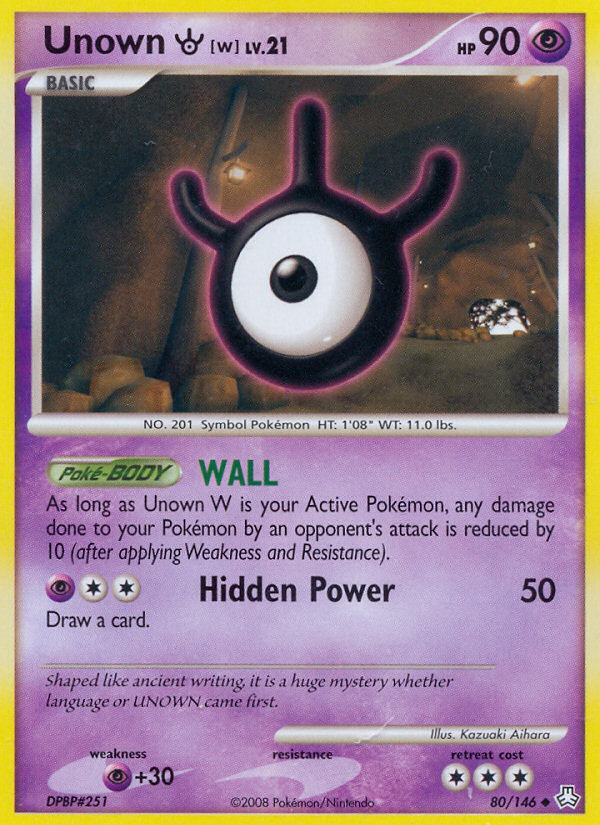 Unown [W] LV.21 HP 90
BASIC
NO. 201 Symbol Pokémon HT: 1'08" WT: 11.0 lbs.
Poké-BODY WALL
As long as Unown W is your Active Pokémon, any damage
done to your Pokémon by an opponent's attack is reduced by
10 (after applying Weakness and Resistance).
Hidden Power 50
Draw a card.
Shaped like ancient writing, it is a huge mystery whether
language or UNOWN came first.
Illus. Kazuaki Aihara
weakness resistance retreat cost
+30
DPBP#251 ©2008 Pokémon/Nintendo 80/146